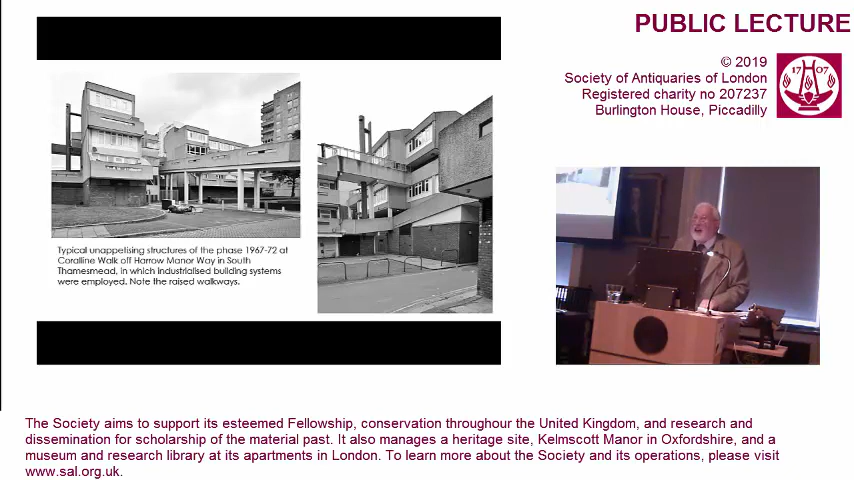 PUBLIC LECTURE
© 2019
Society of Antiquaries of London
Registered charity no 207237
Burlington House, Piccadilly
17 07
Typical unappetising structures of the phase 1967-72 at
Coralline Walk off Harrow Manor Way in South
Thamesmead, in which industrialised building systems
were employed. Note the raised walkways.
The Society aims to support its esteemed Fellowship, conservation throughour the United Kingdom, and research and
dissemination for scholarship of the material past. It also manages a heritage site, Kelmscott Manor in Oxfordshire, and a
museum and research library at its apartments in London. To learn more about the Society and its operations, please visit
www.sal.org.uk.